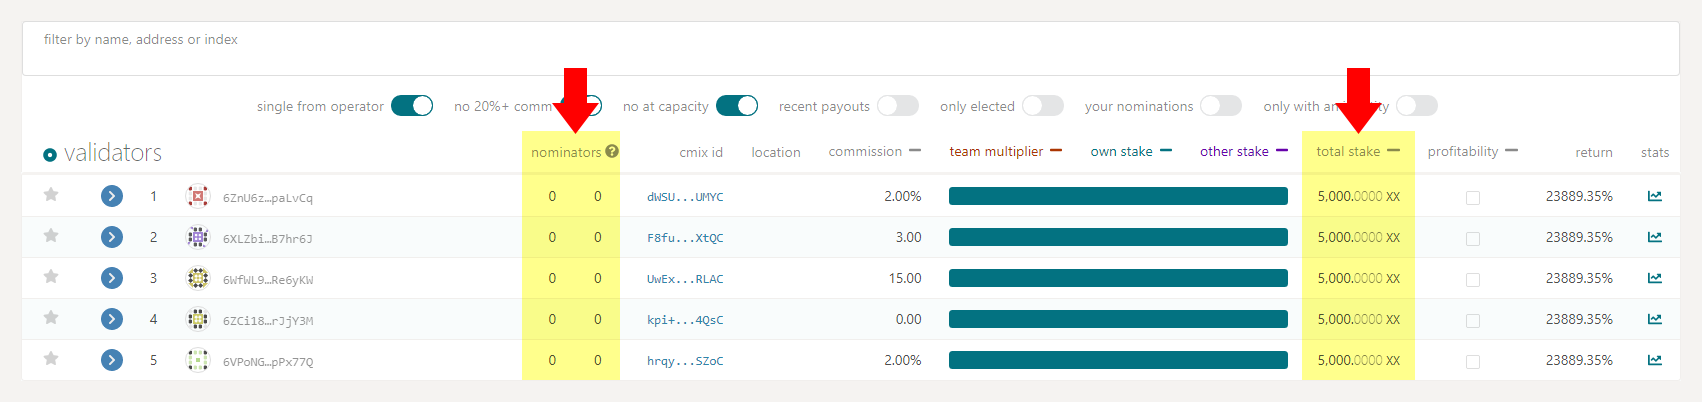 filter by name, address or index
single from operator no 20%+ comm no at capacity recent payouts only elected your nominations only with an
validators nominators ? cmix id location commission team multiplier own stake other stake total stake profitability return stats
1 6ZnU6z…paLvCq 0 0 dWSU...UMYC 2.00% 5,000.0000 XX 23889.35%
2 6XLZbi…B7hr6J 0 0 F8fu...XtQC 3.00 5,000.0000 XX 23889.35%
3 6WfWL9…Re6yKW 0 0 UwEx...RLAC 15.00 5,000.0000 XX 23889.35%
4 6ZCi18…rJjY3M 0 0 kpi+...4QsC 0.00 5,000.0000 XX 23889.35%
5 6VPoNG…pPx77Q 0 0 hrqy...SZoC 2.00% 5,000.0000 XX 23889.35%